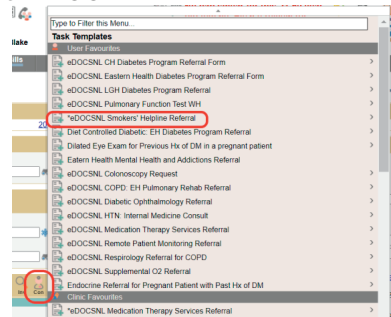 Type to Filter this Menu...
Task Templates
User Favourites
eDOCSNL CH Diabetes Program Referral Form
eDOCSNL Eastern Health Diabetes Program Referral Form
eDOCSNL LGH Diabetes Program Referral
eDOCSNL Pulmonary Function Test WH
*eDOCSNL Smokers' Helpline Referral
Diet Controlled Diabetic: EH Diabetes Program Referral
Dilated Eye Exam for Previous Hx of DM in a pregnant patient
Eatern Health Mental Health and Addictions Referral
eDOCSNL Colonoscopy Request
eDOCSNL COPD: EH Pulmonary Rehab Referral
eDOCSNL Diabetic Ophthalmology Referral
eDOCSNL HTN: Internal Medicine Consult
eDOCSNL Medication Therapy Services Referral
eDOCSNL Remote Patient Monitoring Referral
eDOCSNL Respirology Referral for COPD
eDOCSNL Supplemental O2 Referral
Endocrine Referral for Pregnant Patient with Past Hx of DM
Clinic Favourites
*eDOCSNL Medication Therapy Services Referral
lake
ills
20
Con